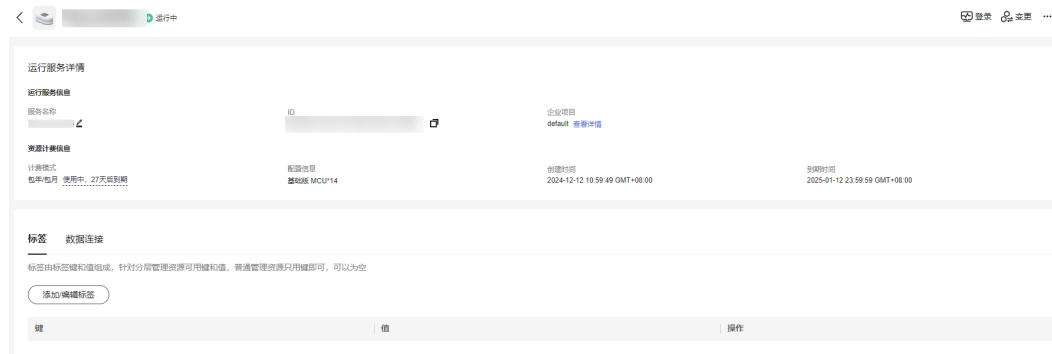 运行中
登录 变更 ...
运行服务详情
运行服务信息
服务名称 ID 企业项目
default 查看详情
资源计费信息
计费模式 配置信息 创建时间 到期时间
包年/包月 使用中，27天后到期 基础版 MCU*14 2024-12-12 10:59:49 GMT+08:00 2025-01-12 23:59:59 GMT+08:00
标签 数据连接
标签由标签键和值组成，针对分层管理资源可用键和值，普通管理资源只用键即可，可以为空
添加/编辑标签
键 值 操作